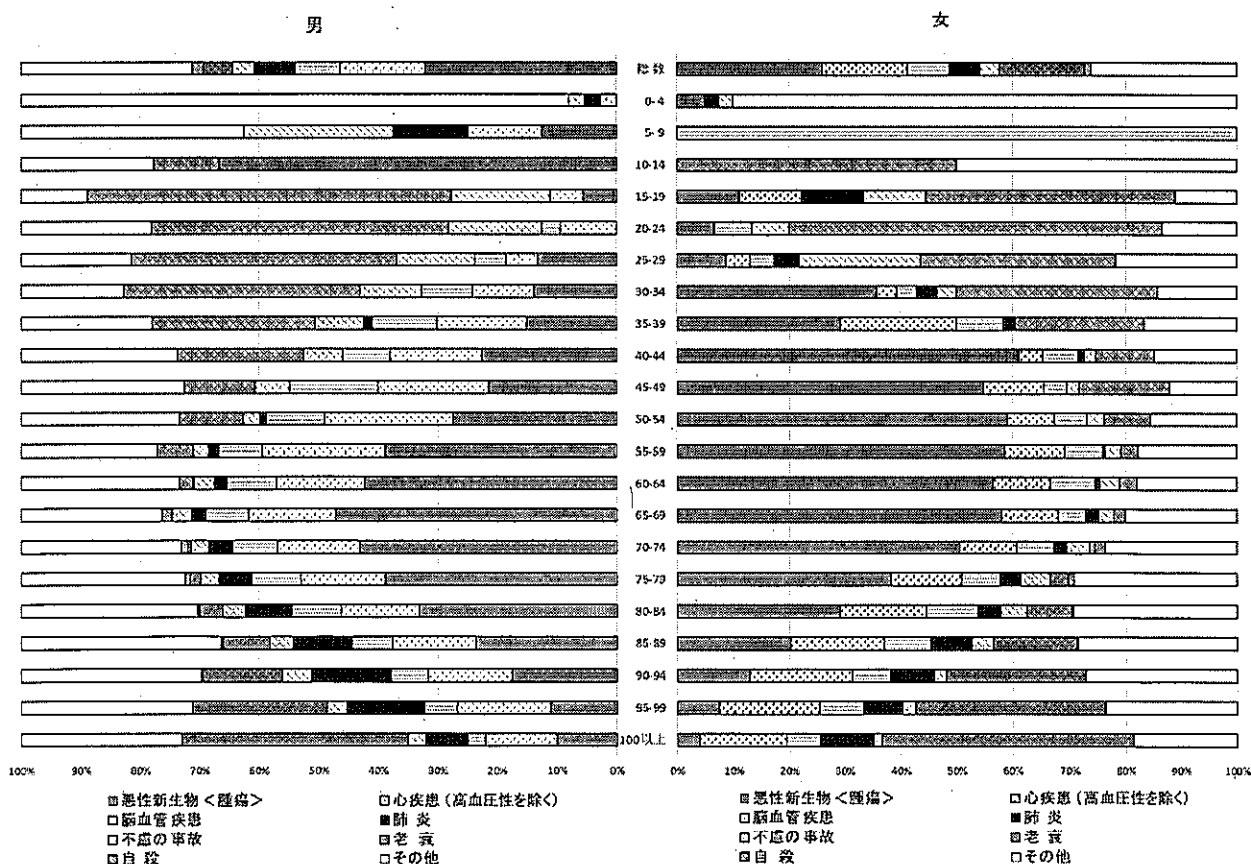 男
女
総数
0-4
5-9
10-14
15-19
20-24
25-29
30-34
35-39
40-44
45-49
50-54
55-59
60-64
65-69
70-74
75-79
80-84
85-89
90-94
95-99
100以上
100% 90% 80% 70% 60% 50% 40% 30% 20% 10% 0%
0% 10% 20% 30% 40% 50% 60% 70% 80% 90% 100%
悪性新生物<腫瘍> 心疾患(高血圧性を除く)
脳血管疾患 肺炎
不慮の事故 老衰
自殺 その他
悪性新生物<腫瘍> 心疾患(高血圧性を除く)
脳血管疾患 肺炎
不慮の事故 老衰
自殺 その他